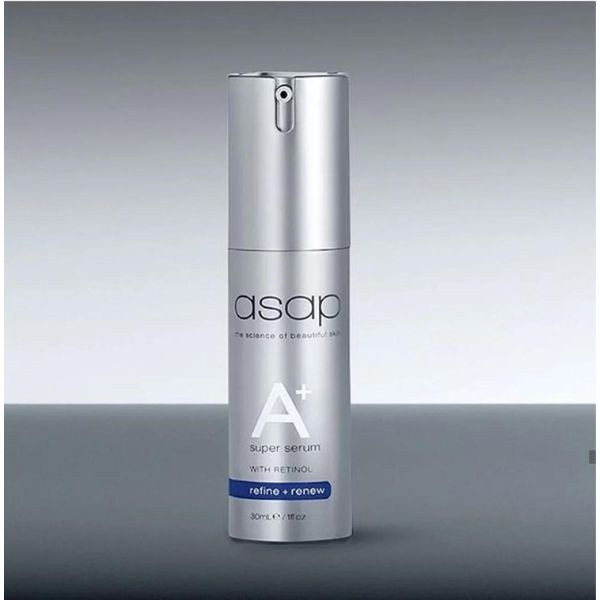 asap
the science of beautiful skin
A+
super serum
WITH RETINOL
refine + renew
30mL ℮ / 1fl oz